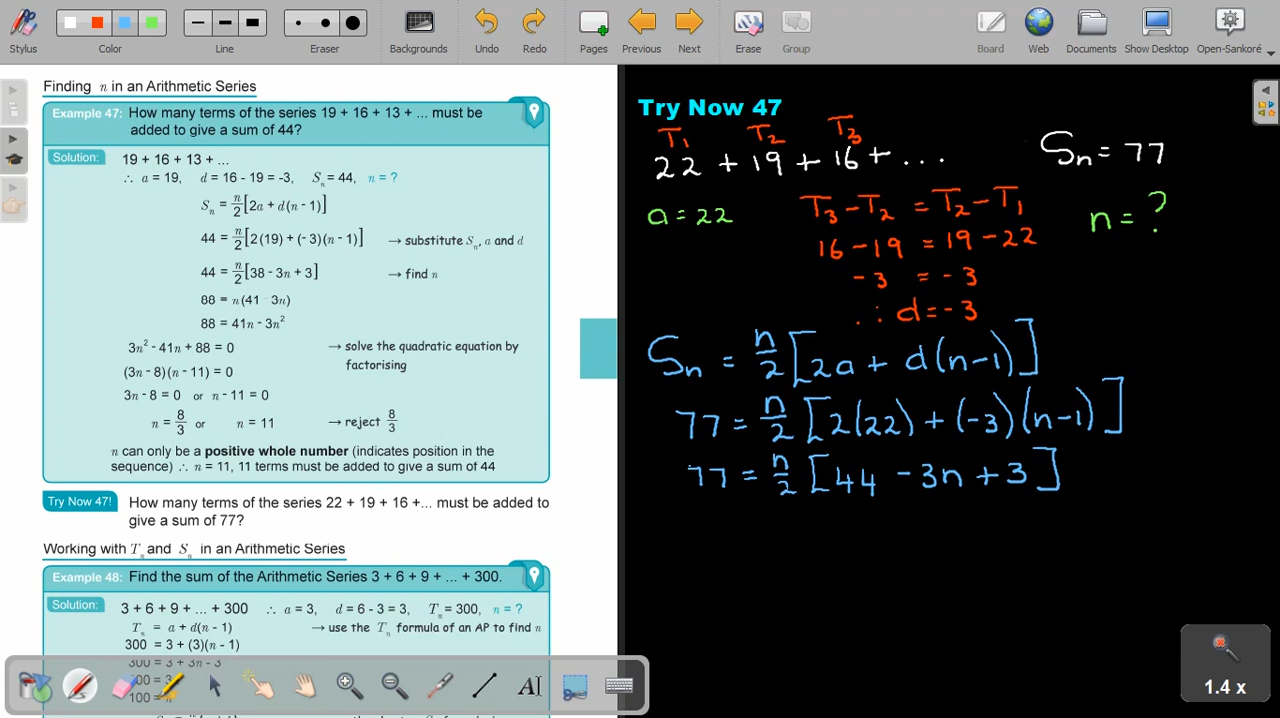 Stylus
Color
Line
Eraser
Backgrounds
Undo
Redo
Pages
Previous
Next
Erase
Group
Board
Web
Documents
Show Desktop
Open-Sankoré
Finding n in an Arithmetic Series
Example 47: How many terms of the series 19 + 16 + 13 + ... must be
added to give a sum of 44?
Solution:
19 + 16 + 13 + ...
∴ a = 19, d = 16 - 19 = -3, Sₙ = 44, n = ?
Sₙ = n/2[2a + d(n - 1)]
44 = n/2[2(19) + (-3)(n - 1)] → substitute Sₙ, a and d
44 = n/2[38 - 3n + 3] → find n
88 = n(41 - 3n)
88 = 41n - 3n²
3n² - 41n + 88 = 0 → solve the quadratic equation by
factorising
(3n - 8)(n - 11) = 0
3n - 8 = 0 or n - 11 = 0
n = 8/3 or n = 11 → reject 8/3
n can only be a positive whole number (indicates position in the
sequence) ∴ n = 11, 11 terms must be added to give a sum of 44
Try Now 47! How many terms of the series 22 + 19 + 16 +... must be added to
give a sum of 77?
Working with Tₙ and Sₙ in an Arithmetic Series
Example 48: Find the sum of the Arithmetic Series 3 + 6 + 9 + ... + 300.
Solution: 3 + 6 + 9 + ... + 300 ∴ a = 3, d = 6 - 3 = 3, Tₙ = 300, n = ?
Tₙ = a + d(n - 1) → use the Tₙ formula of an AP to find n
300 = 3 + (3)(n - 1)
300 = 3 + 3n - 3
Try Now 47
T₁ T₂ T₃
22 + 19 + 16 + ... Sₙ = 77
a = 22
T₃ - T₂ = T₂ - T₁
n = ?
16 - 19 = 19 - 22
-3 = -3
∴ d = -3
Sₙ = n/2 [2a + d(n-1)]
77 = n/2 [2(22) + (-3)(n-1)]
77 = n/2 [44 - 3n + 3]
1.4 x